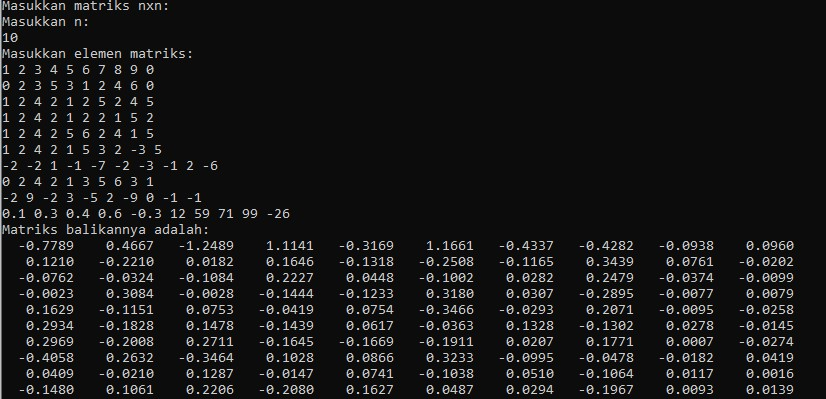 Masukkan matriks nxn:
Masukkan n:
10
Masukkan elemen matriks:
1 2 3 4 5 6 7 8 9 0
0 2 3 5 3 1 2 4 6 0
1 2 4 2 1 2 5 2 4 5
1 2 4 2 1 2 2 1 5 2
1 2 4 2 5 6 2 4 1 5
1 2 4 2 1 5 3 2 -3 5
-2 -2 1 -1 -7 -2 -3 -1 2 -6
0 2 4 2 1 3 5 6 3 1
-2 9 -2 3 -5 2 -9 0 -1 -1
0.1 0.3 0.4 0.6 -0.3 12 59 71 99 -26
Matriks balikannya adalah:
-0.7789 0.4667 -1.2489 1.1141 -0.3169 1.1661 -0.4337 -0.4282 -0.0938 0.0960
0.1210 -0.2210 0.0182 0.1646 -0.1318 -0.2508 -0.1165 0.3439 0.0761 -0.0202
-0.0762 -0.0324 -0.1084 0.2227 0.0448 -0.1002 0.0282 0.2479 -0.0374 -0.0099
-0.0023 0.3084 -0.0028 -0.1444 -0.1233 0.3180 0.0307 -0.2895 -0.0077 0.0079
0.1629 -0.1151 0.0753 -0.0419 0.0754 -0.3466 -0.0293 0.2071 -0.0095 -0.0258
0.2934 -0.1828 0.1478 -0.1439 0.0617 -0.0363 0.1328 -0.1302 0.0278 -0.0145
0.2969 -0.2008 0.2711 -0.1645 -0.1669 -0.1911 0.0207 0.1771 0.0007 -0.0274
-0.4058 0.2632 -0.3464 0.1028 0.0866 0.3233 -0.0995 -0.0478 -0.0182 0.0419
0.0409 -0.0210 0.1287 -0.0147 0.0741 -0.1038 0.0510 -0.1064 0.0117 0.0016
-0.1480 0.1061 0.2206 -0.2080 0.1627 0.0487 0.0294 -0.1967 0.0093 0.0139